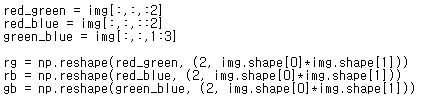 red_green = img[:,:,:2]
red_blue = img[:,:,::2]
green_blue = img[:,:,1:3]
rg = np.reshape(red_green, (2, img.shape[0]*img.shape[1]))
rb = np.reshape(red_blue, (2, img.shape[0]*img.shape[1]))
gb = np.reshape(green_blue, (2, img.shape[0]*img.shape[1]))